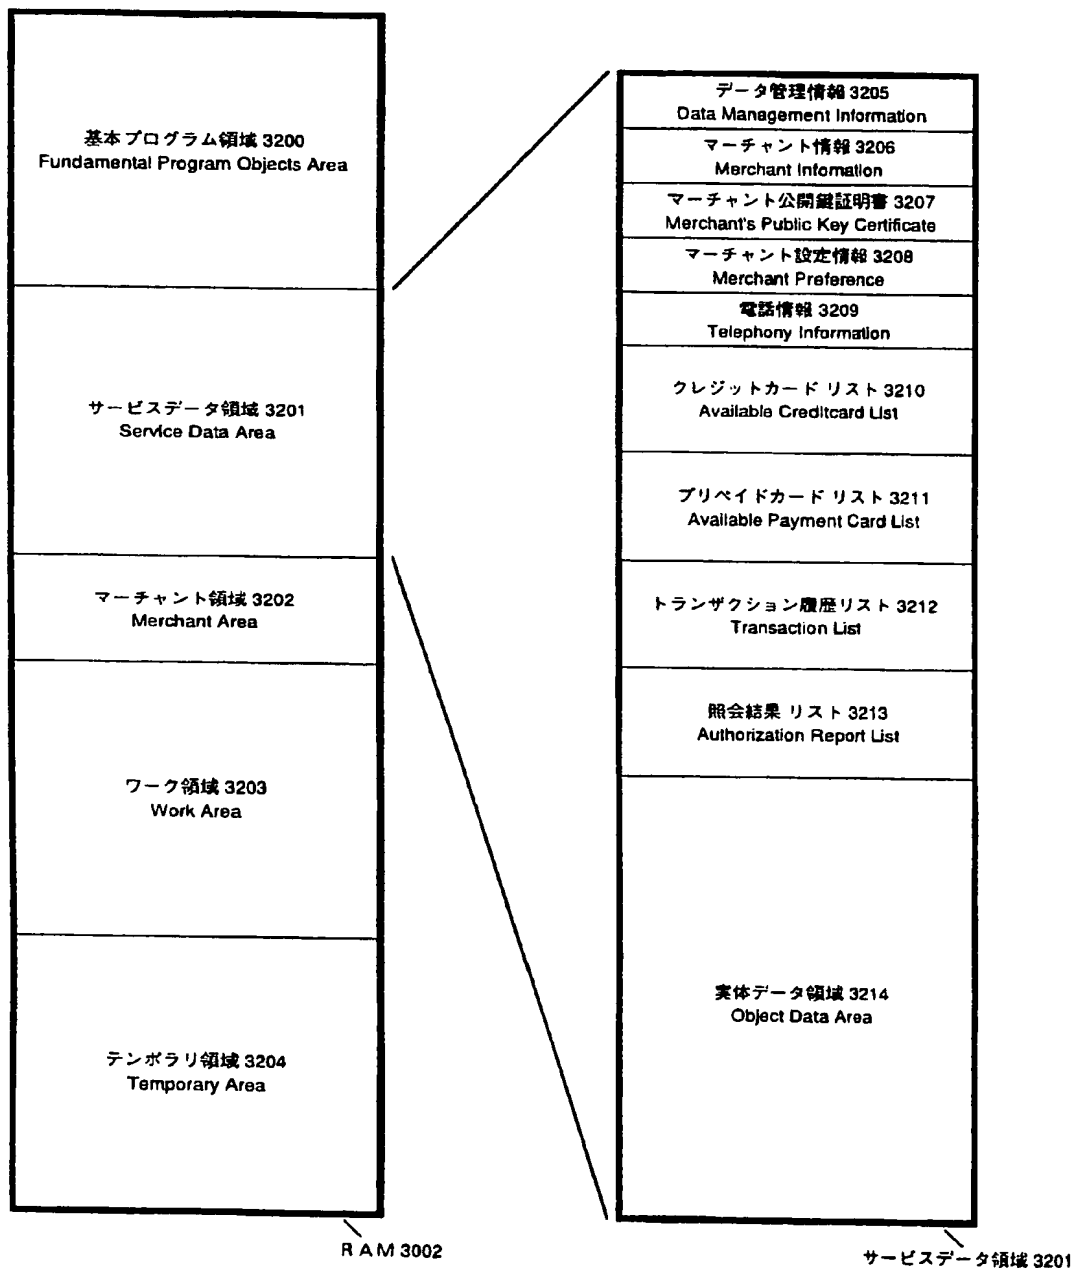 基本プログラム領域 3200
Fundamental Program Objects Area
サービスデータ領域 3201
Service Data Area
マーチャント領域 3202
Merchant Area
ワーク領域 3203
Work Area
テンポラリ領域 3204
Temporary Area
RAM 3002
データ管理情報 3205
Data Management Information
マーチャント情報 3206
Merchant Infomation
マーチャント公開鍵証明書 3207
Merchant's Public Key Certificate
マーチャント設定情報 3208
Merchant Preference
電話情報 3209
Telephony Information
クレジットカード リスト 3210
Available Creditcard List
プリペイドカード リスト 3211
Available Payment Card List
トランザクション履歴リスト 3212
Transaction List
照会結果 リスト 3213
Authorization Report List
実体データ領域 3214
Object Data Area
サービスデータ領域 3201